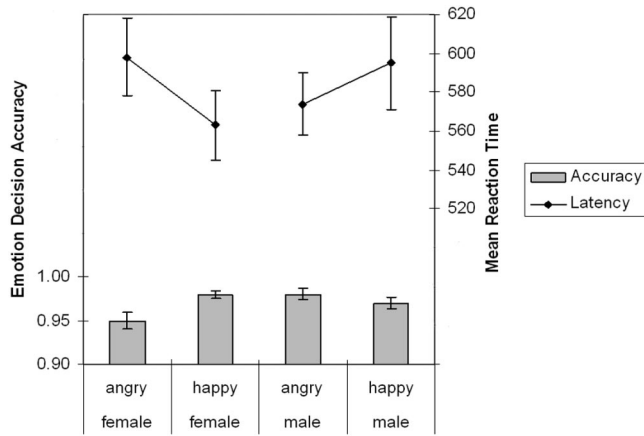 Emotion Decision Accuracy
1.00
0.95
0.90
620
600
580
560
540
520
Mean Reaction Time
Accuracy
Latency
angry happy angry happy
female female male male